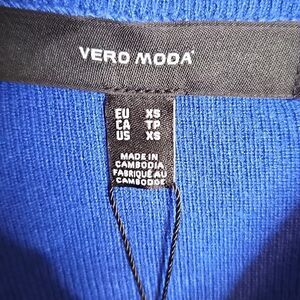 VERO MODA
EU XS
CA TP
US XS
MADE IN
CAMBODIA
FABRIQUÉ AU
CAMBODGE